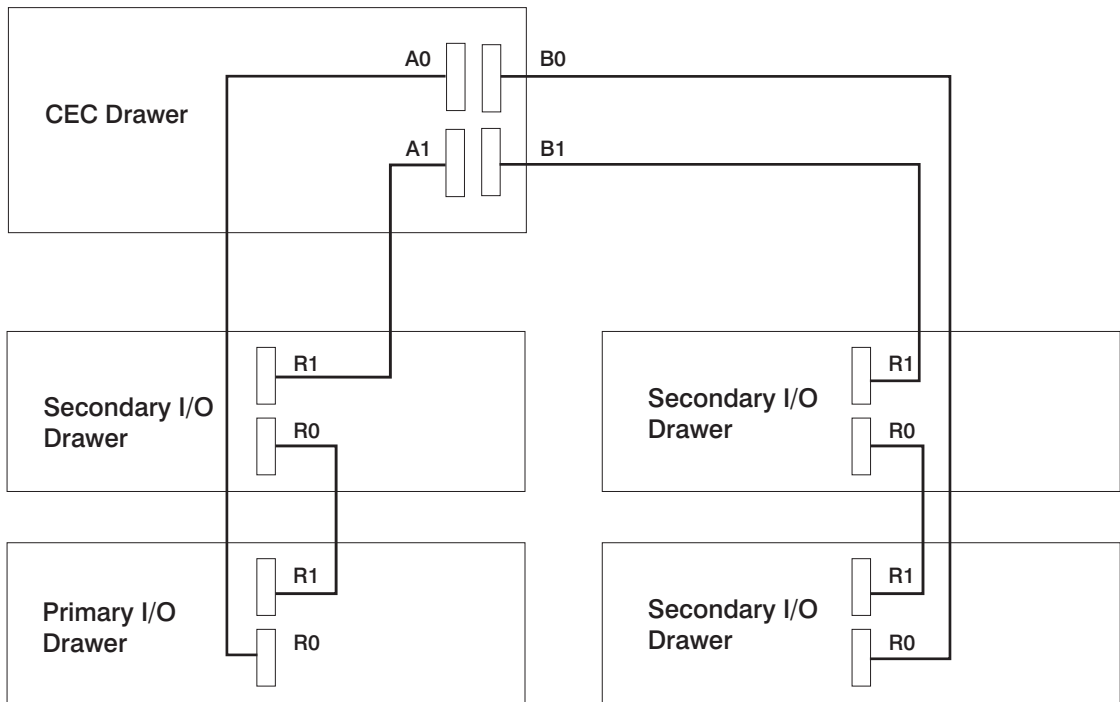 A0
B0
CEC Drawer
A1
B1
R1
Secondary I/O
Drawer
R0
R1
Primary I/O
Drawer
R0
R1
Secondary I/O
Drawer
R0
R1
Secondary I/O
Drawer
R0